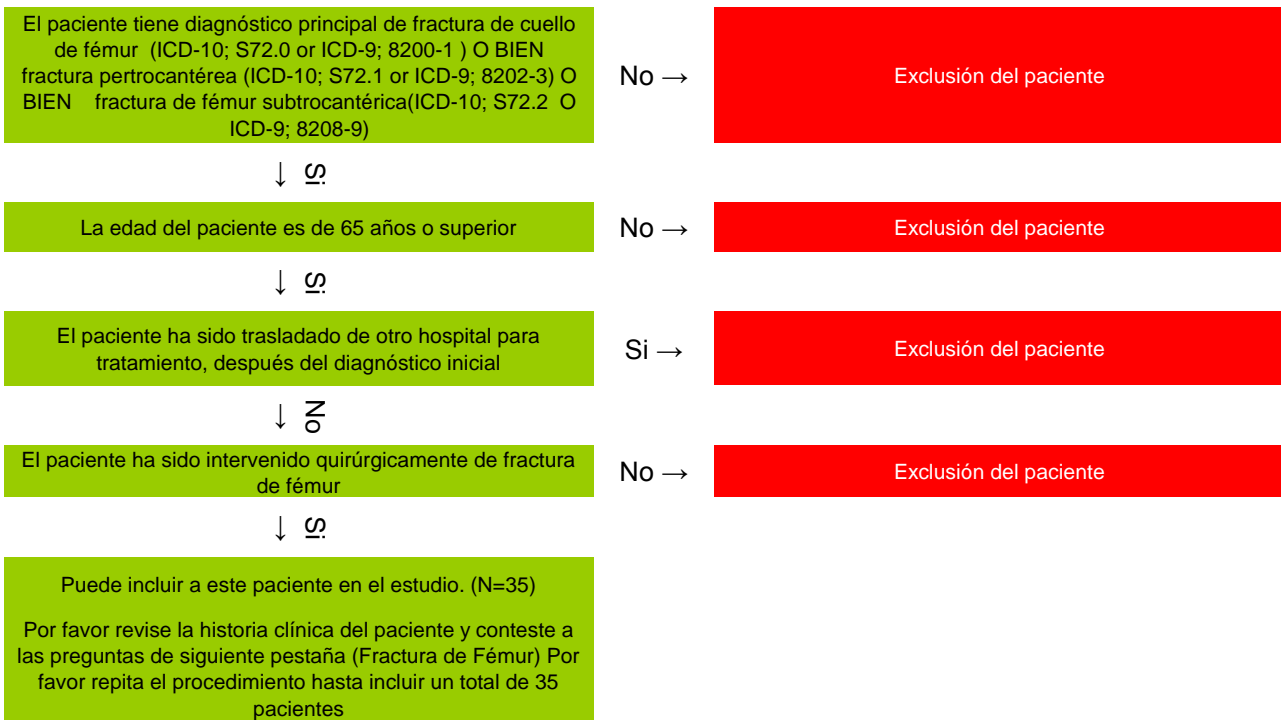 El paciente tiene diagnóstico principal de fractura de cuello
de fémur (ICD-10; S72.0 or ICD-9; 8200-1 ) O BIEN
fractura pertrocantérea (ICD-10; S72.1 or ICD-9; 8202-3) O
BIEN fractura de fémur subtrocantérica(ICD-10; S72.2 O
ICD-9; 8208-9)
No →
Exclusión del paciente
↓ Si
La edad del paciente es de 65 años o superior
No →
Exclusión del paciente
↓ Si
El paciente ha sido trasladado de otro hospital para
tratamiento, después del diagnóstico inicial
Si →
Exclusión del paciente
↓ No
El paciente ha sido intervenido quirúrgicamente de fractura
de fémur
No →
Exclusión del paciente
↓ Si
Puede incluir a este paciente en el estudio. (N=35)
Por favor revise la historia clínica del paciente y conteste a
las preguntas de siguiente pestaña (Fractura de Fémur) Por
favor repita el procedimiento hasta incluir un total de 35
pacientes